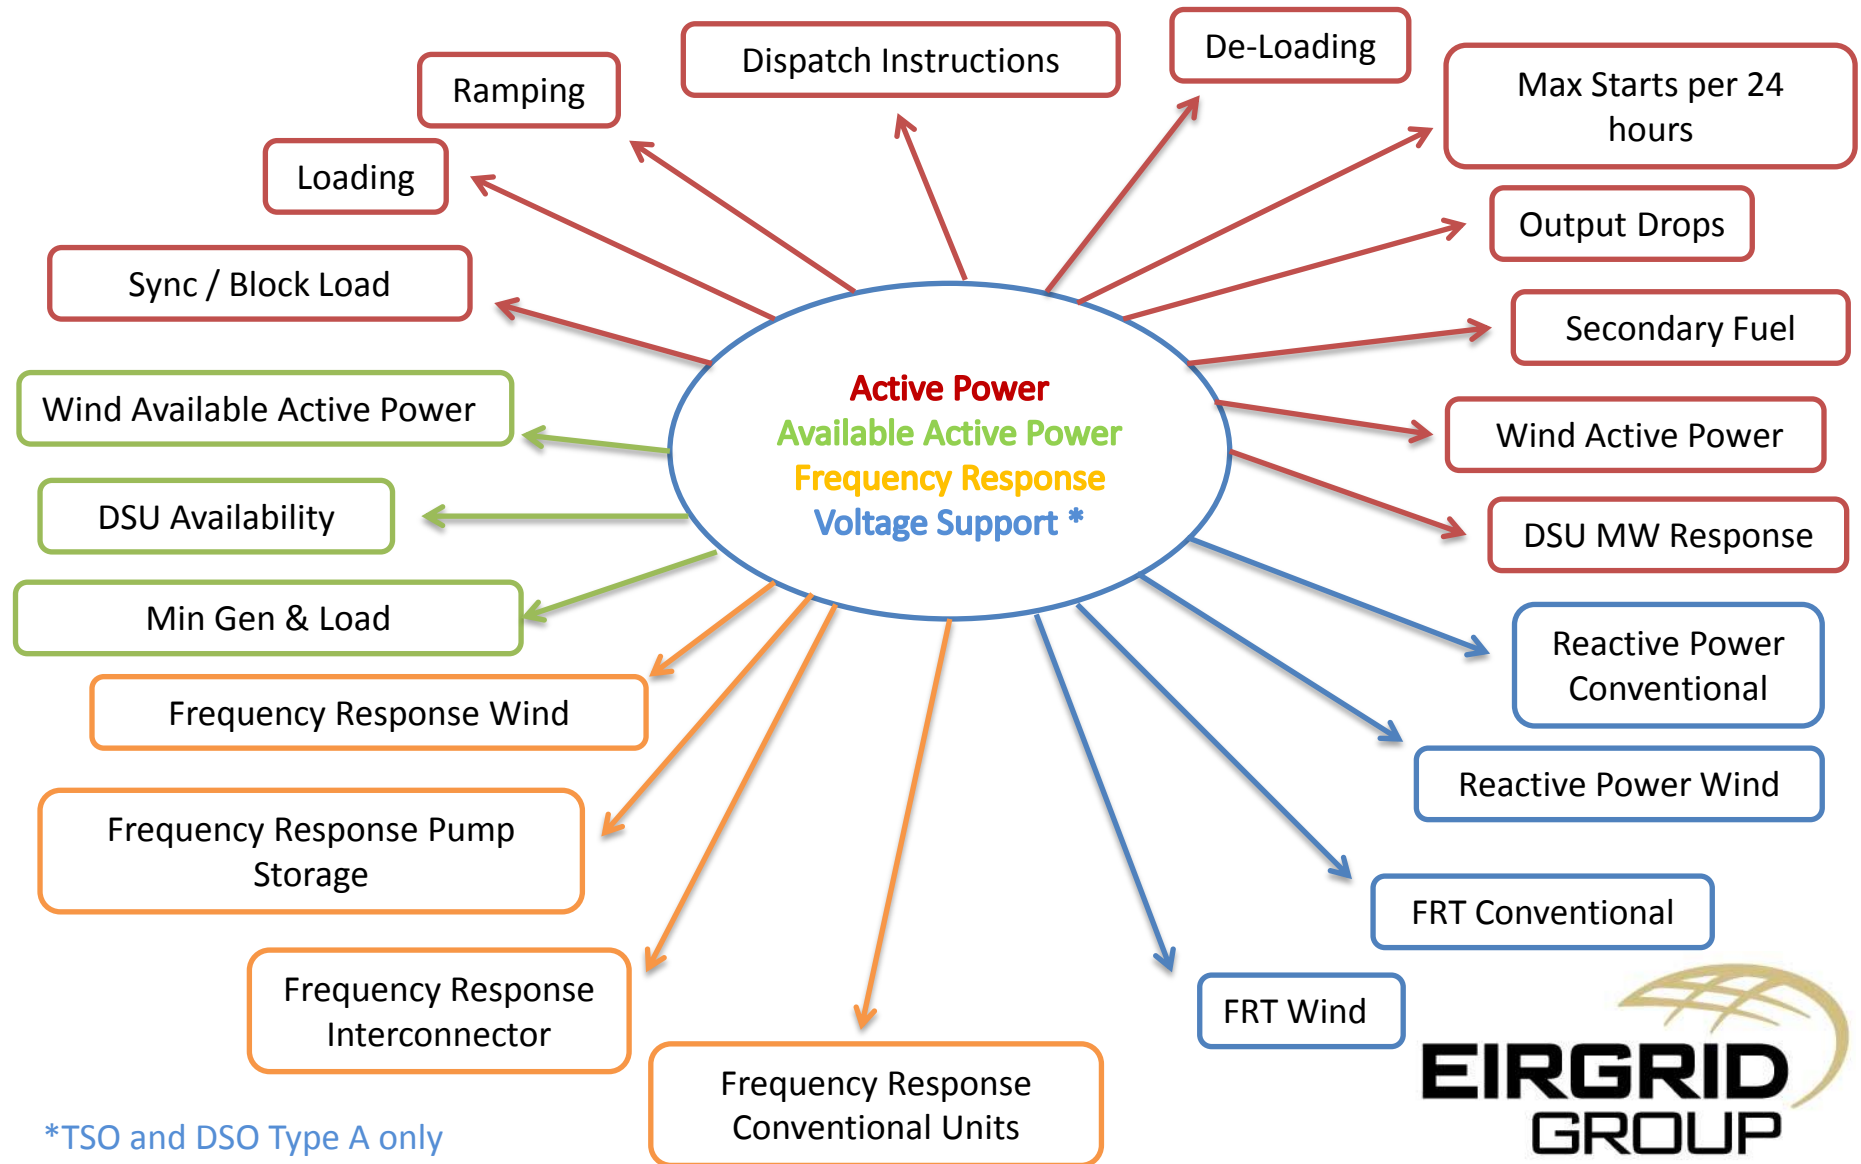 Dispatch Instructions
De-Loading
Ramping
Max Starts per 24
hours
Loading
Output Drops
Sync / Block Load
Secondary Fuel
Active Power
Available Active Power
Frequency Response
Voltage Support *
Wind Available Active Power
Wind Active Power
DSU Availability
DSU MW Response
Min Gen & Load
Reactive Power
Conventional
Frequency Response Wind
Reactive Power Wind
Frequency Response Pump
Storage
FRT Conventional
Frequency Response
Interconnector
FRT Wind
Frequency Response
Conventional Units
EIRGRID
GROUP
*TSO and DSO Type A only